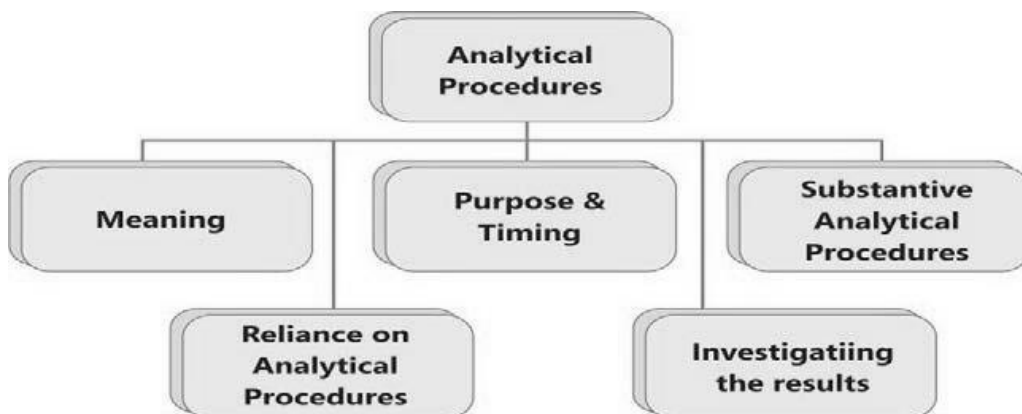 Analytical
Procedures
Meaning
Purpose &
Timing
Substantive
Analytical
Procedures
Reliance on
Analytical
Procedures
Investigatiing
the results